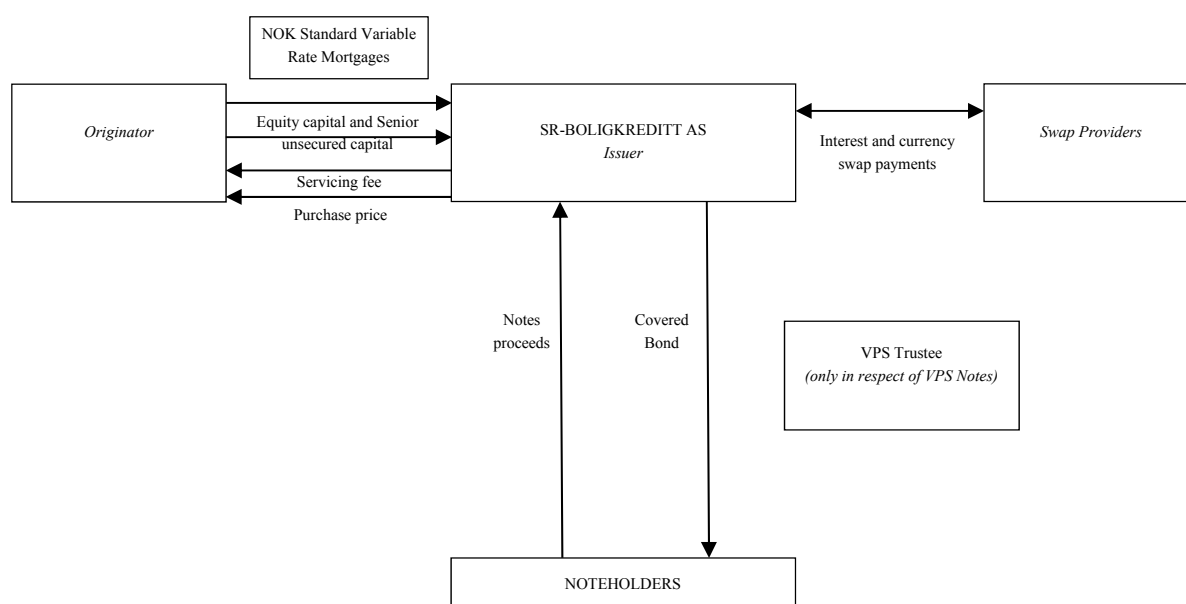 NOK Standard Variable
Rate Mortgages
Originator
Equity capital and Senior
unsecured capital
Servicing fee
Purchase price
SR-BOLIGKREDITT AS
Issuer
Interest and currency
swap payments
Swap Providers
Notes
proceeds
Covered
Bond
VPS Trustee
(only in respect of VPS Notes)
NOTEHOLDERS